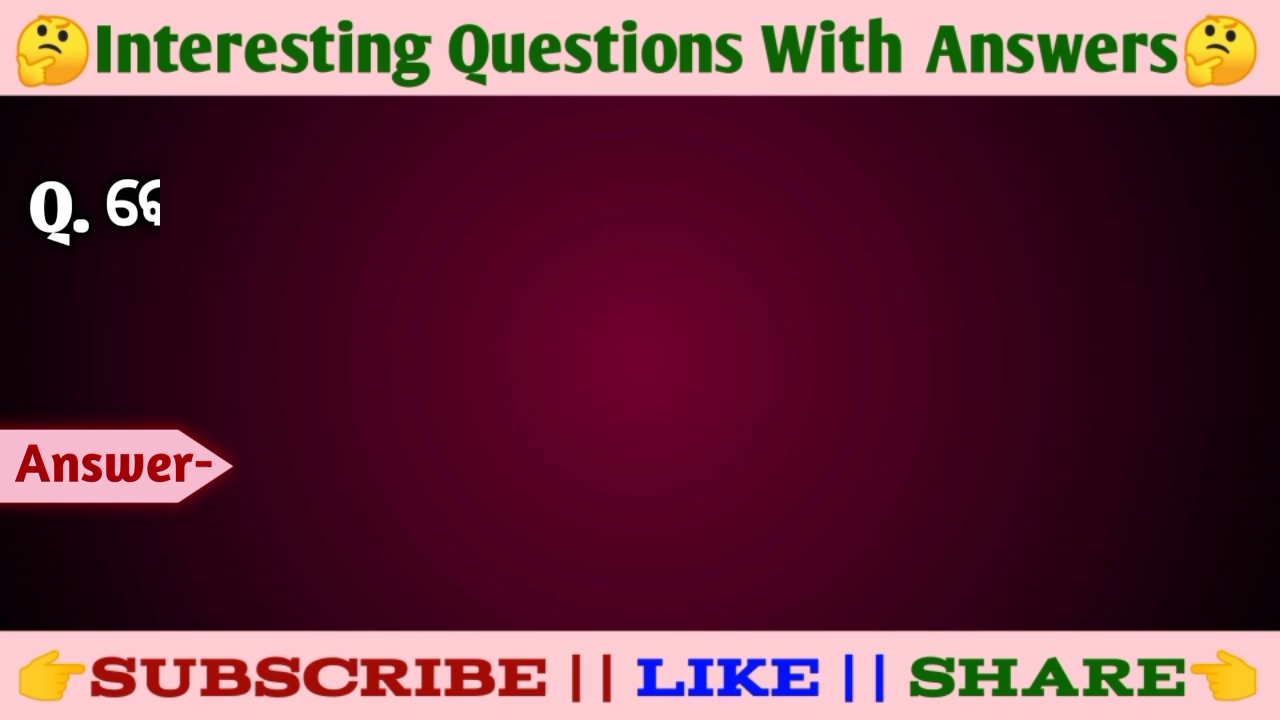 🤔Interesting Questions With Answers🤔
Q.
Answer-
👉SUBSCRIBE || LIKE || SHARE👈